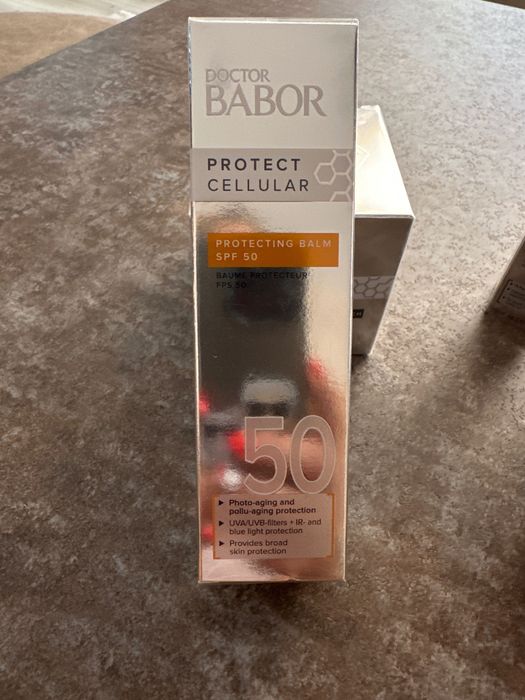 DOCTOR
BABOR
PROTECT
CELLULAR
PROTECTING BALM
SPF 50
BAUME PROTECTEUR
FPS 50
50
▶ Photo-aging and
pollu-aging protection
▶ UVA/UVB-filters + IR- and
blue light protection
▶ Provides broad
skin protection